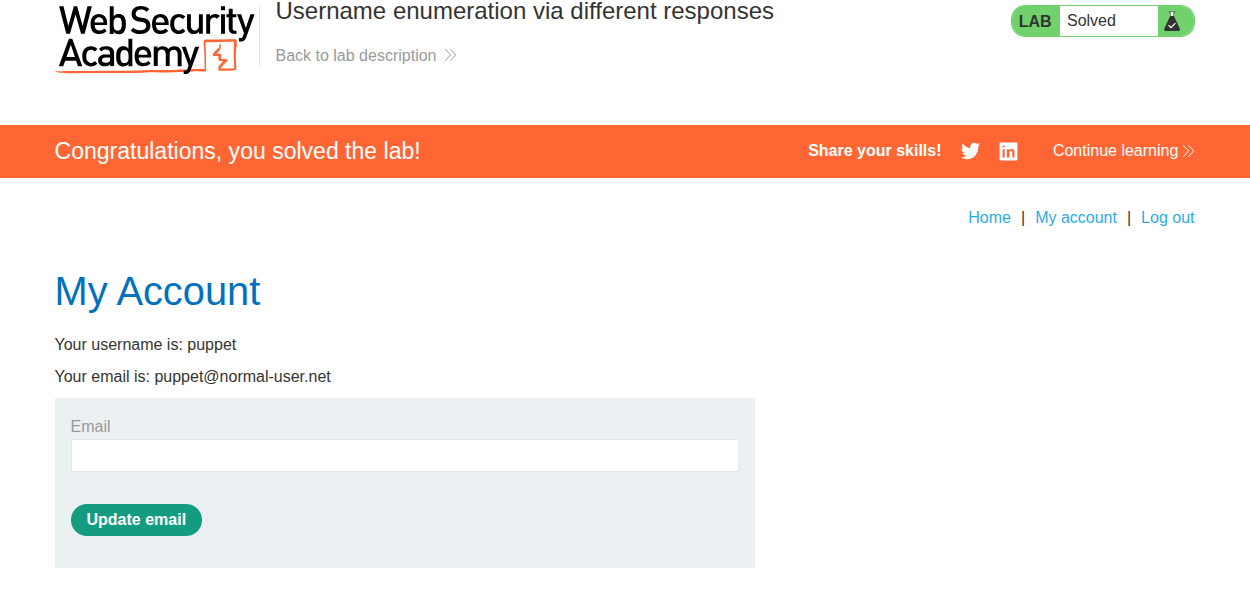 Web Security Academy
Username enumeration via different responses
Back to lab description
LAB Solved
Congratulations, you solved the lab!
Share your skills!
Continue learning
Home | My account | Log out
My Account
Your username is: puppet
Your email is: puppet@normal-user.net
Email
Update email